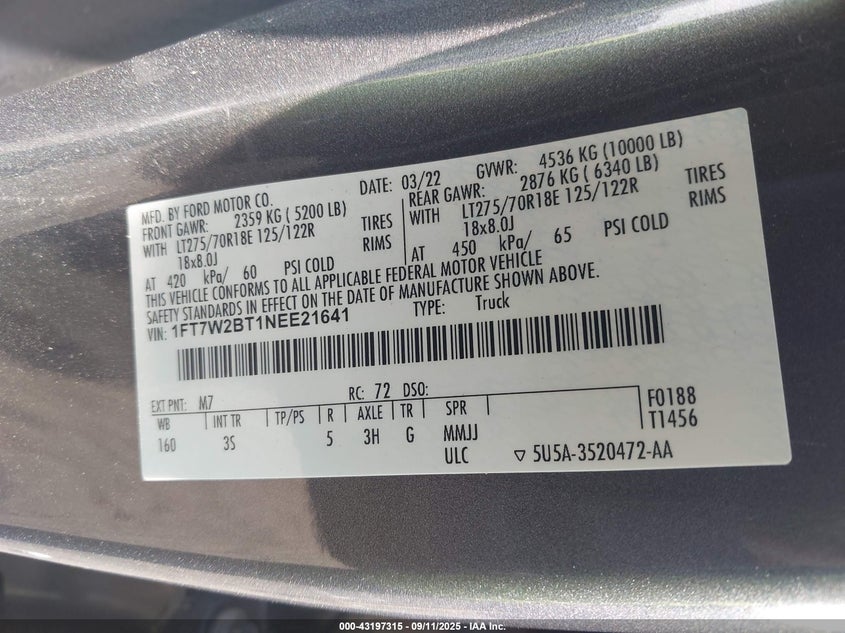 MFD. BY FORD MOTOR CO.
DATE: 03/22 GVWR: 4536 KG (10000 LB)
FRONT GAWR: 2359 KG ( 5200 LB)
WITH LT275/70R18E 125/122R TIRES
18x8.0J RIMS
AT 420 kPa/ 60 PSI COLD
REAR GAWR: 2876 KG ( 6340 LB)
WITH LT275/70R18E 125/122R TIRES
18x8.0J RIMS
AT 450 kPa/ 65 PSI COLD
THIS VEHICLE CONFORMS TO ALL APPLICABLE FEDERAL MOTOR VEHICLE
SAFETY STANDARDS IN EFFECT ON THE DATE OF MANUFACTURE SHOWN ABOVE.
VIN: 1FT7W2BT1NEE21641 TYPE: Truck
EXT PNT: M7 RC: 72 DSO:
WB INT TR TP/PS R AXLE TR SPR
160 3S 5 3H G MMJJ
ULC
F0188
T1456
▽ 5U5A-3520472-AA
000-43197315 - 09/11/2025 - IAA Inc.